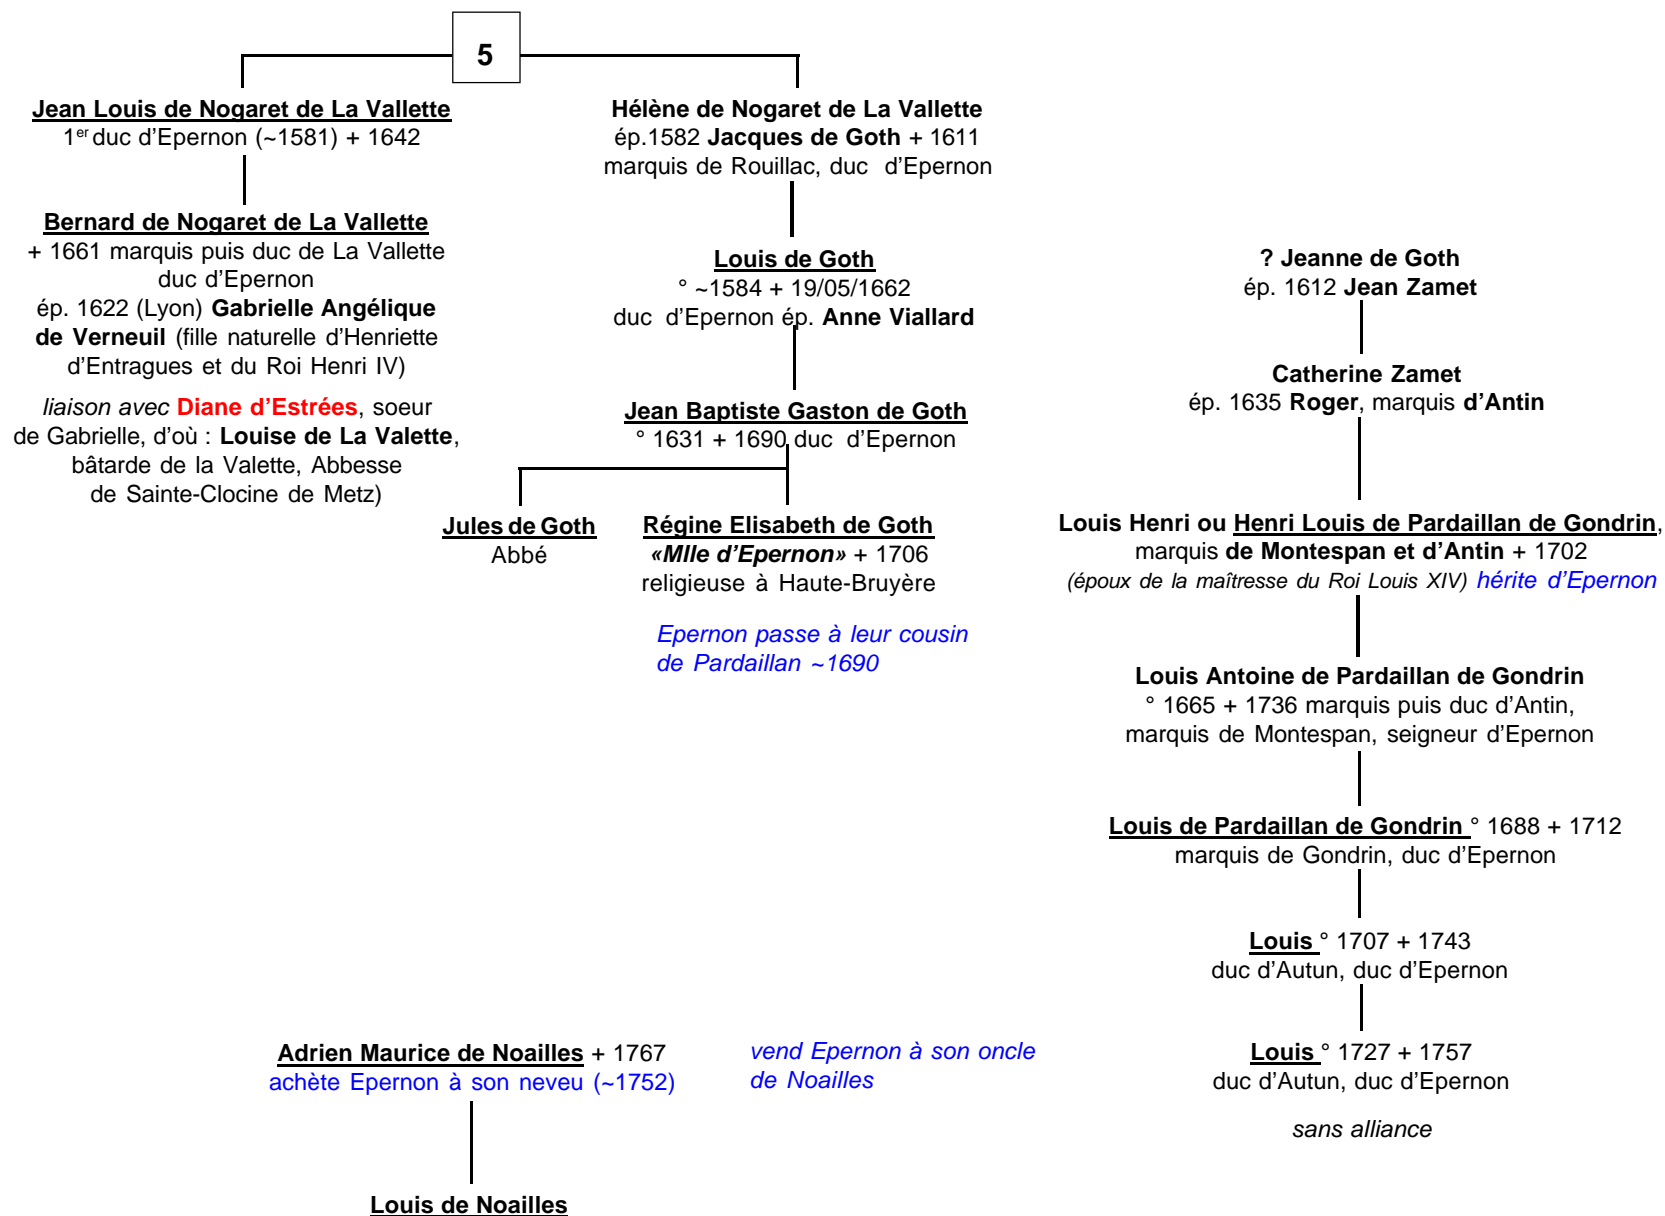 5
Jean Louis de Nogaret de La Vallette
1er duc d’Epernon (~1581) + 1642
Bernard de Nogaret de La Vallette
+ 1661 marquis puis duc de La Vallette
duc d’Epernon
ép. 1622 (Lyon) Gabrielle Angélique
de Verneuil (fille naturelle d’Henriette
d’Entragues et du Roi Henri IV)
liaison avec Diane d’Estrées, soeur
de Gabrielle, d’où : Louise de La Valette,
bâtarde de la Valette, Abbesse
de Sainte-Clocine de Metz)
Hélène de Nogaret de La Vallette
ép.1582 Jacques de Goth + 1611
marquis de Rouillac, duc d’Epernon
Louis de Goth
° ~1584 + 19/05/1662
duc d’Epernon ép. Anne Viallard
Jean Baptiste Gaston de Goth
° 1631 + 1690 duc d’Epernon
Jules de Goth
Abbé
Régine Elisabeth de Goth
«Mlle d’Epernon» + 1706
religieuse à Haute-Bruyère
Epernon passe à leur cousin
de Pardaillan ~1690
? Jeanne de Goth
ép. 1612 Jean Zamet
Catherine Zamet
ép. 1635 Roger, marquis d’Antin
Louis Henri ou Henri Louis de Pardaillan de Gondrin,
marquis de Montespan et d’Antin + 1702
(époux de la maîtresse du Roi Louis XIV) hérite d’Epernon
Louis Antoine de Pardaillan de Gondrin
° 1665 + 1736 marquis puis duc d’Antin,
marquis de Montespan, seigneur d’Epernon
Louis de Pardaillan de Gondrin ° 1688 + 1712
marquis de Gondrin, duc d’Epernon
Louis ° 1707 + 1743
duc d’Autun, duc d’Epernon
Louis ° 1727 + 1757
duc d’Autun, duc d’Epernon
sans alliance
vend Epernon à son oncle
de Noailles
Adrien Maurice de Noailles + 1767
achète Epernon à son neveu (~1752)
Louis de Noailles